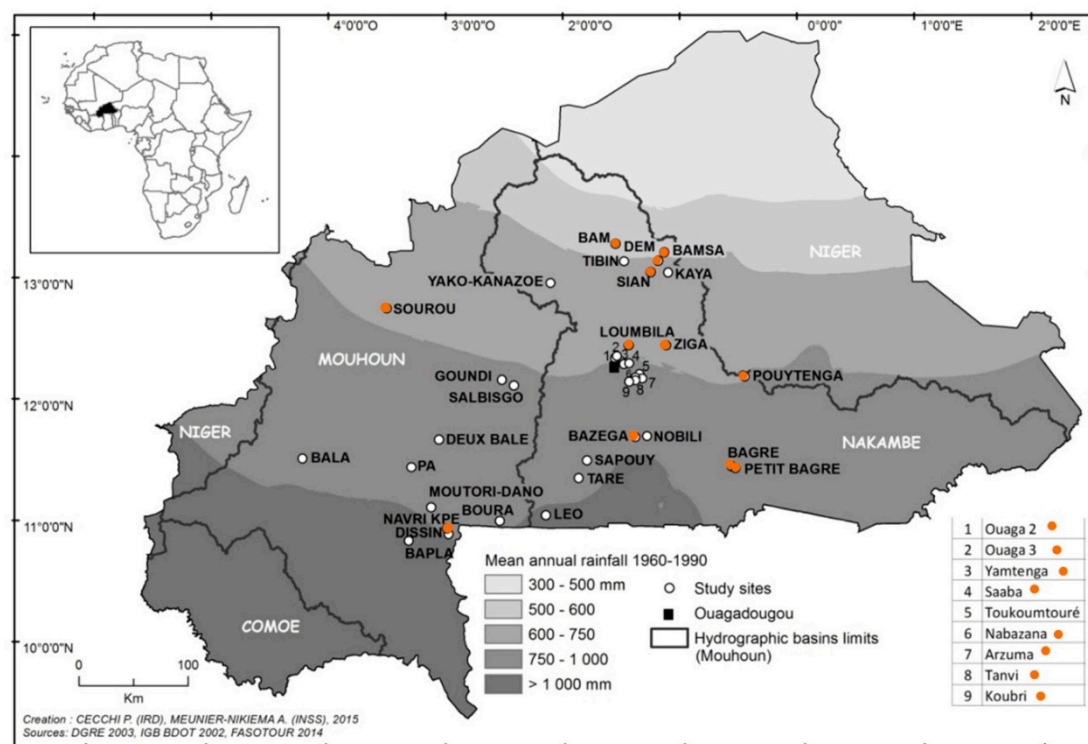 4°0'0"W
3°0'0"W
2°0'0"W
0°0'0"
1°0'0"E
2°0'0"E
N
13°0'0"N
12°0'0"N
11°0'0"N
10°0'0"N
BAM
DEM
BAMSA
TIBIN
NIGER
YAKO-KANAZOE
SIAN
KAYA
SOUROU
LOUMBILA
ZIGA
MOUHOUN
1
2
3
4
5
6
7
8
9
POUYTENGA
GOUNDI
SALBISGO
NIGER
DEUX BALE
BAZEGA
NOBILI
NAKAMBE
BALA
PA
SAPOUY
BAGRE
PETIT BAGRE
TARE
MOUTORI-DANO
BOURA
LEO
NAVRI KPE
DISSIN
BAPLA
COMOE
Mean annual rainfall 1960-1990
300 - 500 mm
500 - 600
600 - 750
750 - 1 000
> 1 000 mm
Study sites
Ouagadougou
Hydrographic basins limits
(Mouhoun)
1 Ouaga 2
2 Ouaga 3
3 Yamtenga
4 Saaba
5 Toukoumtouré
6 Nabazana
7 Arzuma
8 Tanvi
9 Koubri
0 100
Km
Creation : CECCHI P. (IRD), MEUNIER-NIKIEMA A. (INSS), 2015
Sources: DGRE 2003, IGB BDOT 2002, FASOTOUR 2014